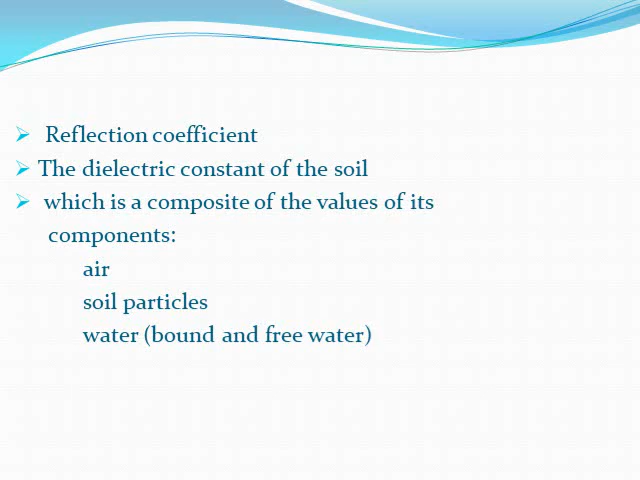 Reflection coefficient
The dielectric constant of the soil
which is a composite of the values of its
components:
air
soil particles
water (bound and free water)